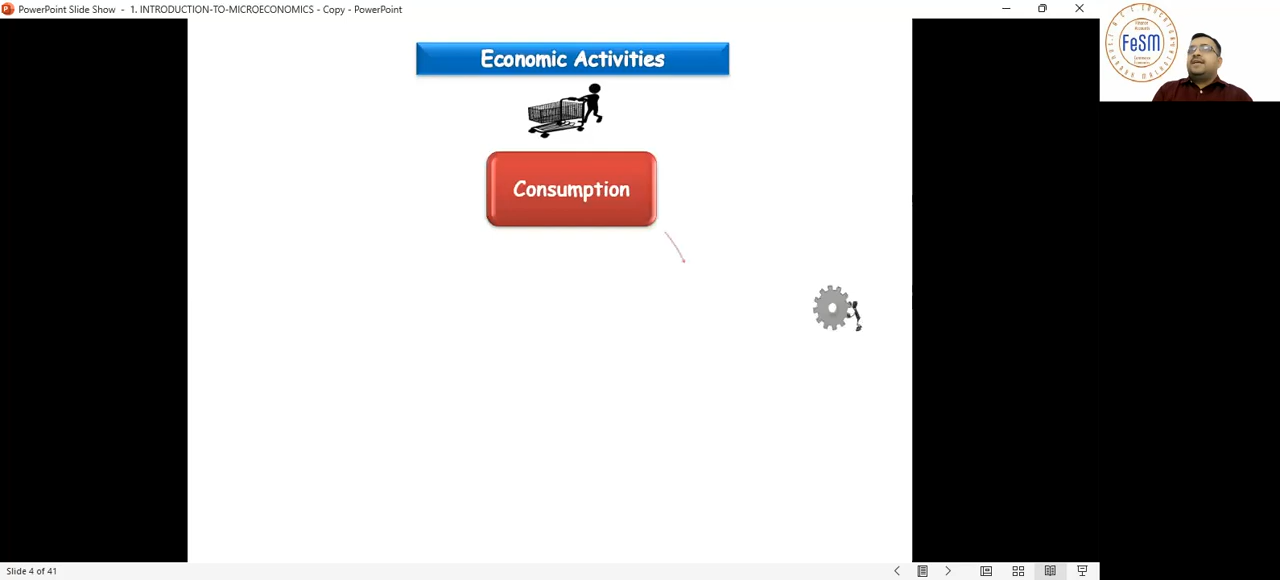 PowerPoint Slide Show - 1. INTRODUCTION-TO-MICROECONOMICS - Copy - PowerPoint
Economic Activities
FeSM
Consumption
Slide 4 of 41